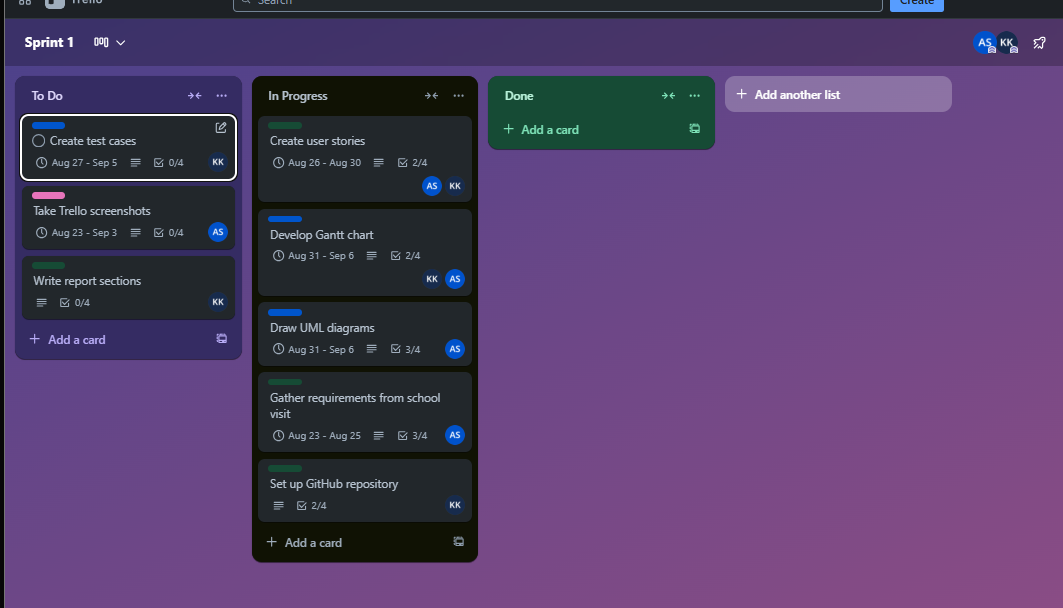 Trello
Search
Create
Sprint 1
AS
KK
To Do
Create test cases
Aug 27 - Sep 5
0/4
KK
Take Trello screenshots
Aug 23 - Sep 3
0/4
AS
Write report sections
0/4
KK
+ Add a card
In Progress
Create user stories
Aug 26 - Aug 30
2/4
AS
KK
Develop Gantt chart
Aug 31 - Sep 6
2/4
KK
AS
Draw UML diagrams
Aug 31 - Sep 6
3/4
AS
Gather requirements from school
visit
Aug 23 - Aug 25
3/4
AS
Set up GitHub repository
2/4
KK
+ Add a card
Done
+ Add a card
+ Add another list